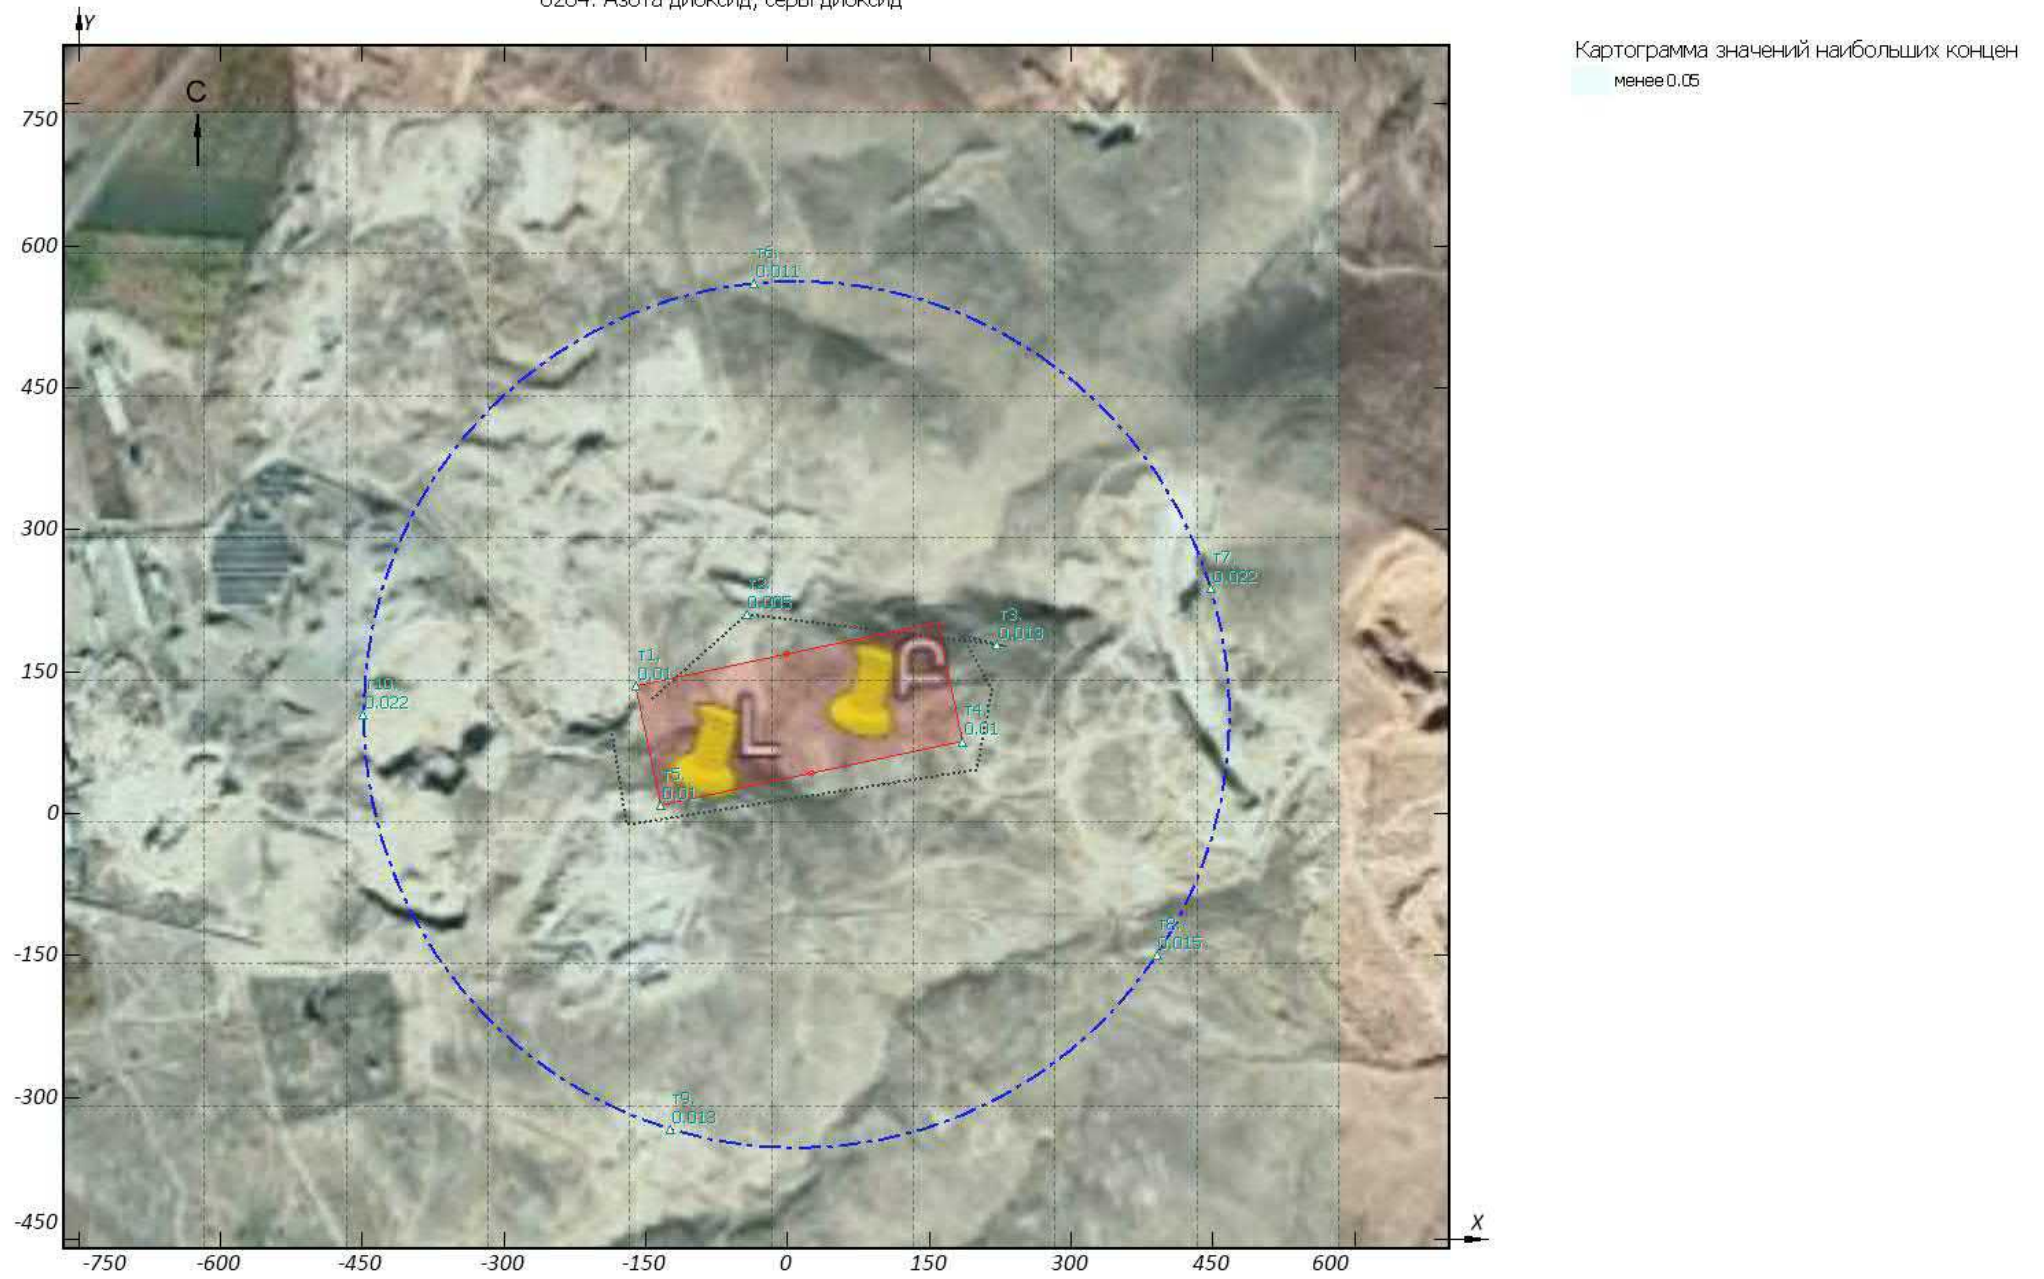 6204. Азота диоксид, серы диоксид
Y
Картограмма значений наибольших концен
менее 0.05
С
750
600
450
300
150
0
-150
-300
-450
т6.
0.011
т7.
0.022
0.005
т3.
0.013
т1.
0.01
т10.
0.022
т4.
0.01
т5.
0.01
т8.
0.015
т9.
0.013
X
-750 -600 -450 -300 -150 0 150 300 450 600